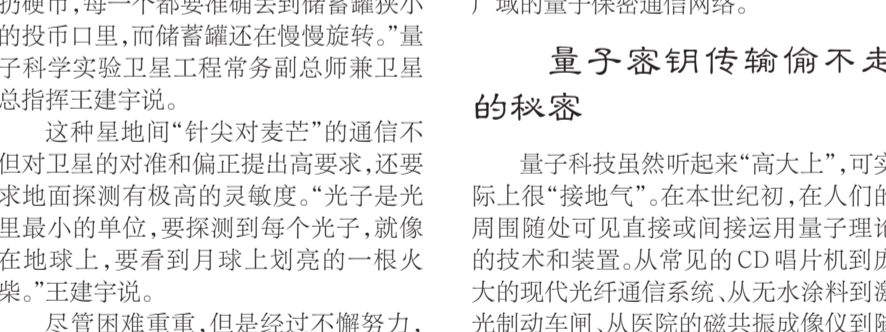 扔硬币，每一个都要准确丢到储蓄罐狭小
的投币口里，而储蓄罐还在慢慢旋转。”量
子科学实验卫星工程常务副总师兼卫星
总指挥王建宇说。
这种星地间“针尖对麦芒”的通信不
但对卫星的对准和偏正提出高要求，还要
求地面探测有极高的灵敏度。“光子是光
里最小的单位，要探测到每个光子，就像
在地球上，要看到月球上划亮的一根火
柴。”王建宇说。
尽管困难重重，但是经过不懈努力，
广域的量子保密通信网络。
量子密钥传输偷不走
的秘密
量子科技虽然听起来“高大上”，可实
际上很“接地气”。在本世纪初，在人们的
周围随处可见直接或间接运用量子理论
的技术和装置。从常见的CD唱片机到庞
大的现代光纤通信系统、从无水涂料到激
光制动车闸、从医院的磁共振成像仪到隧